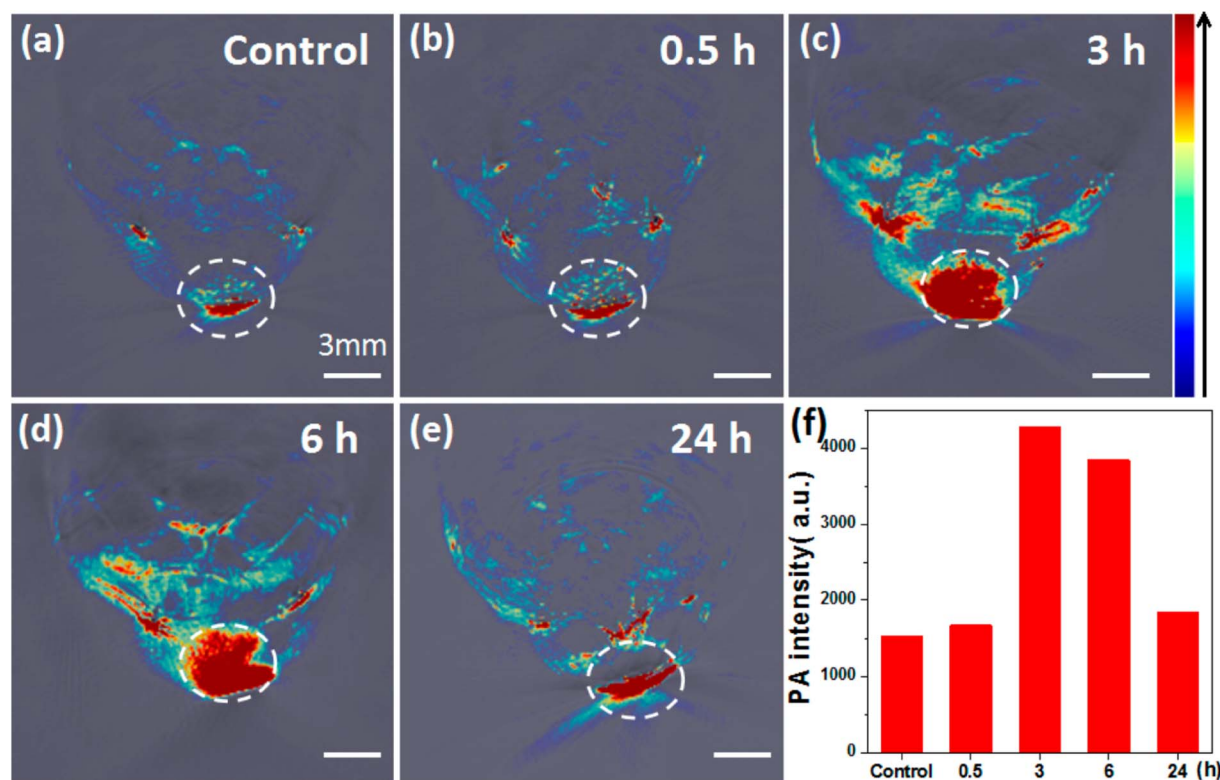 (a) Control
(b) 0.5 h
(c) 3 h
3mm
(d) 6 h
(e) 24 h
(f)
PA intensity( a.u.)
4000
4000
2000
1000
0
Control 0.5 3 6 24 (h)